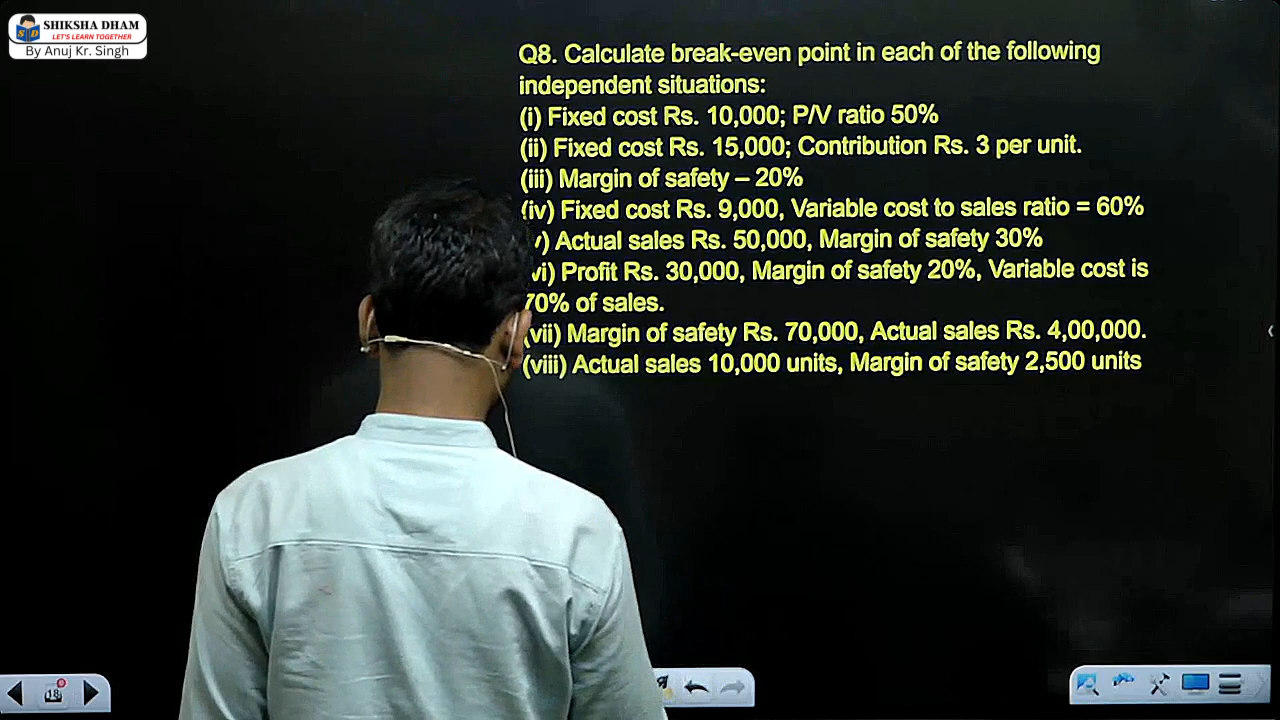 SHIKSHA DHAM
LET'S LEARN TOGETHER
By Anuj Kr. Singh
S D
Q8. Calculate break-even point in each of the following
independent situations:
(i) Fixed cost Rs. 10,000; P/V ratio 50%
(ii) Fixed cost Rs. 15,000; Contribution Rs. 3 per unit.
(iii) Margin of safety – 20%
(iv) Fixed cost Rs. 9,000, Variable cost to sales ratio = 60%
v) Actual sales Rs. 50,000, Margin of safety 30%
vi) Profit Rs. 30,000, Margin of safety 20%, Variable cost is
70% of sales.
(vii) Margin of safety Rs. 70,000, Actual sales Rs. 4,00,000.
(viii) Actual sales 10,000 units, Margin of safety 2,500 units
18